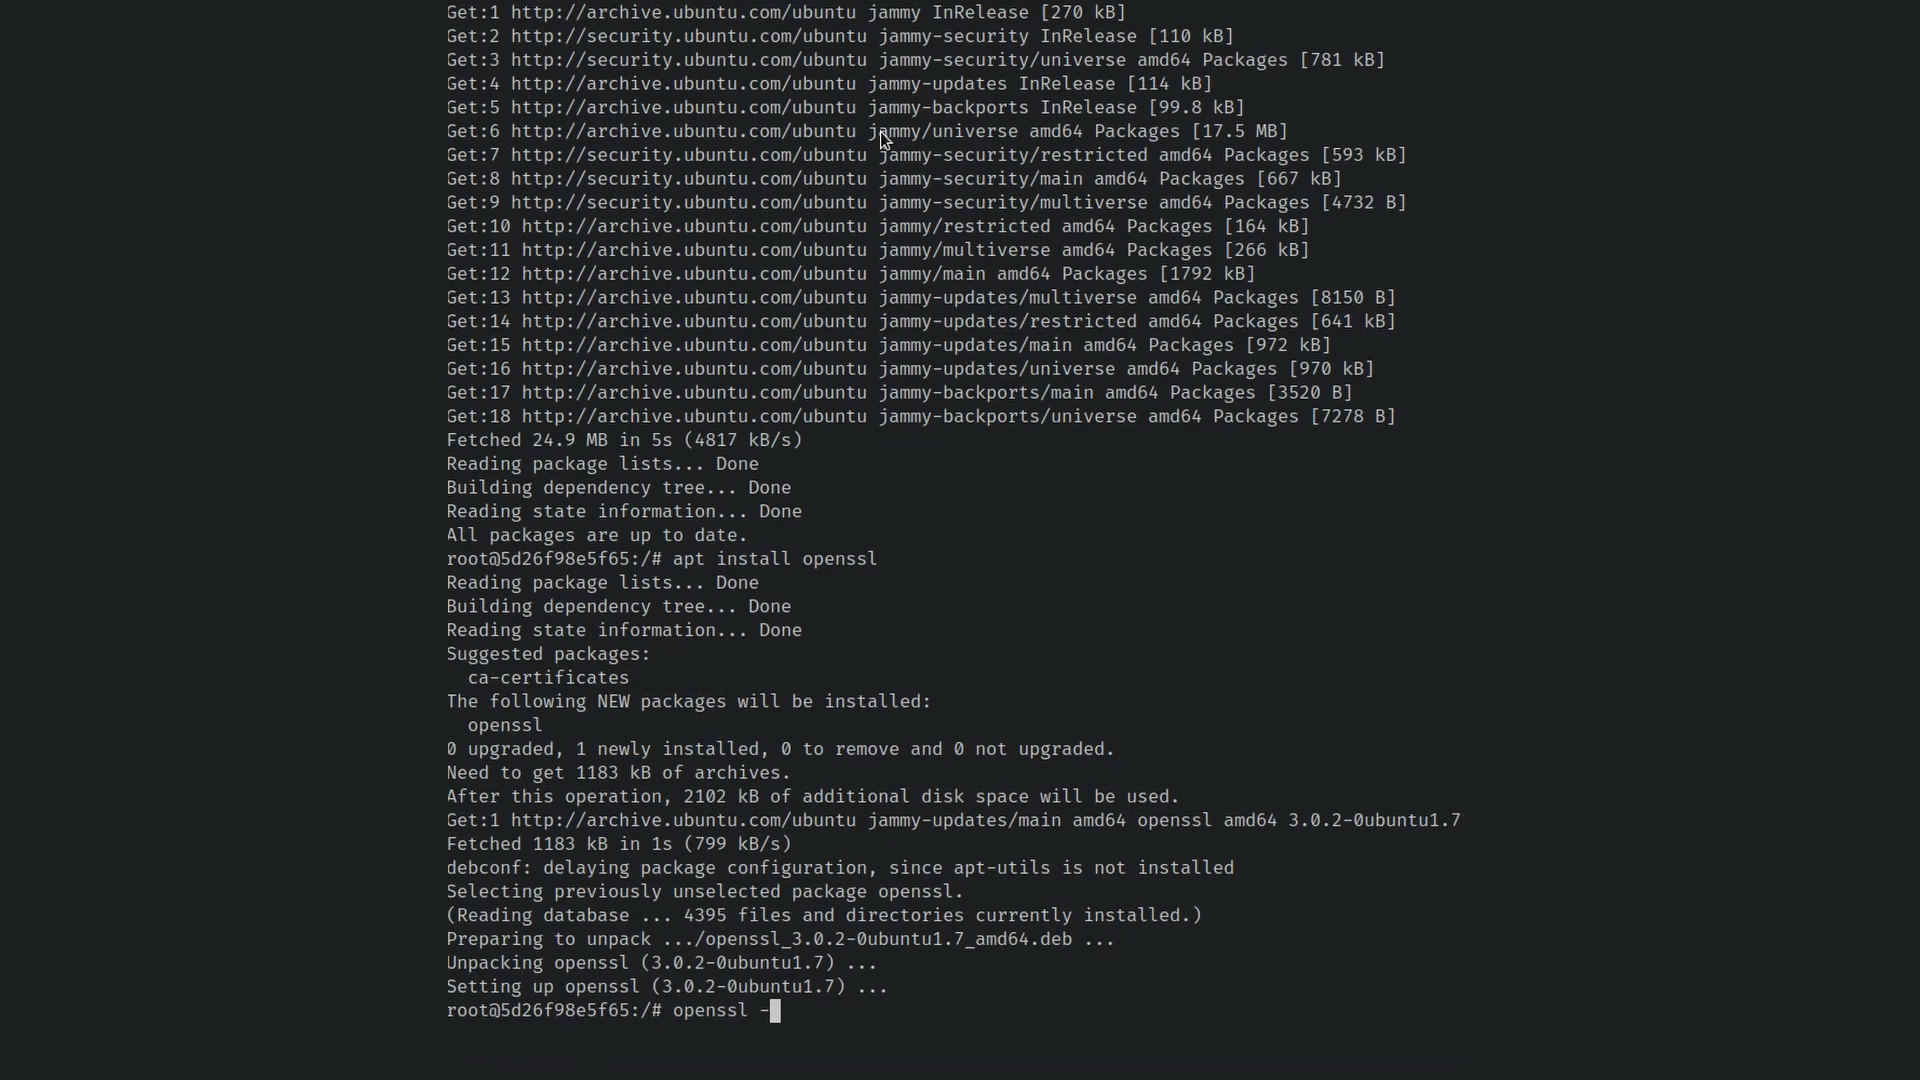 Get:1 http://archive.ubuntu.com/ubuntu jammy InRelease [270 kB]
Get:2 http://security.ubuntu.com/ubuntu jammy-security InRelease [110 kB]
Get:3 http://security.ubuntu.com/ubuntu jammy-security/universe amd64 Packages [781 kB]
Get:4 http://archive.ubuntu.com/ubuntu jammy-updates InRelease [114 kB]
Get:5 http://archive.ubuntu.com/ubuntu jammy-backports InRelease [99.8 kB]
Get:6 http://archive.ubuntu.com/ubuntu jammy/universe amd64 Packages [17.5 MB]
Get:7 http://security.ubuntu.com/ubuntu jammy-security/restricted amd64 Packages [593 kB]
Get:8 http://security.ubuntu.com/ubuntu jammy-security/main amd64 Packages [667 kB]
Get:9 http://security.ubuntu.com/ubuntu jammy-security/multiverse amd64 Packages [4732 B]
Get:10 http://archive.ubuntu.com/ubuntu jammy/restricted amd64 Packages [164 kB]
Get:11 http://archive.ubuntu.com/ubuntu jammy/multiverse amd64 Packages [266 kB]
Get:12 http://archive.ubuntu.com/ubuntu jammy/main amd64 Packages [1792 kB]
Get:13 http://archive.ubuntu.com/ubuntu jammy-updates/multiverse amd64 Packages [8150 B]
Get:14 http://archive.ubuntu.com/ubuntu jammy-updates/restricted amd64 Packages [641 kB]
Get:15 http://archive.ubuntu.com/ubuntu jammy-updates/main amd64 Packages [972 kB]
Get:16 http://archive.ubuntu.com/ubuntu jammy-updates/universe amd64 Packages [970 kB]
Get:17 http://archive.ubuntu.com/ubuntu jammy-backports/main amd64 Packages [3520 B]
Get:18 http://archive.ubuntu.com/ubuntu jammy-backports/universe amd64 Packages [7278 B]
Fetched 24.9 MB in 5s (4817 kB/s)
Reading package lists... Done
Building dependency tree... Done
Reading state information... Done
All packages are up to date.
root@5d26f98e5f65:/# apt install openssl
Reading package lists... Done
Building dependency tree... Done
Reading state information... Done
Suggested packages:
  ca-certificates
The following NEW packages will be installed:
  openssl
0 upgraded, 1 newly installed, 0 to remove and 0 not upgraded.
Need to get 1183 kB of archives.
After this operation, 2102 kB of additional disk space will be used.
Get:1 http://archive.ubuntu.com/ubuntu jammy-updates/main amd64 openssl amd64 3.0.2-0ubuntu1.7
Fetched 1183 kB in 1s (799 kB/s)
debconf: delaying package configuration, since apt-utils is not installed
Selecting previously unselected package openssl.
(Reading database ... 4395 files and directories currently installed.)
Preparing to unpack .../openssl_3.0.2-0ubuntu1.7_amd64.deb ...
Unpacking openssl (3.0.2-0ubuntu1.7) ...
Setting up openssl (3.0.2-0ubuntu1.7) ...
root@5d26f98e5f65:/# openssl -